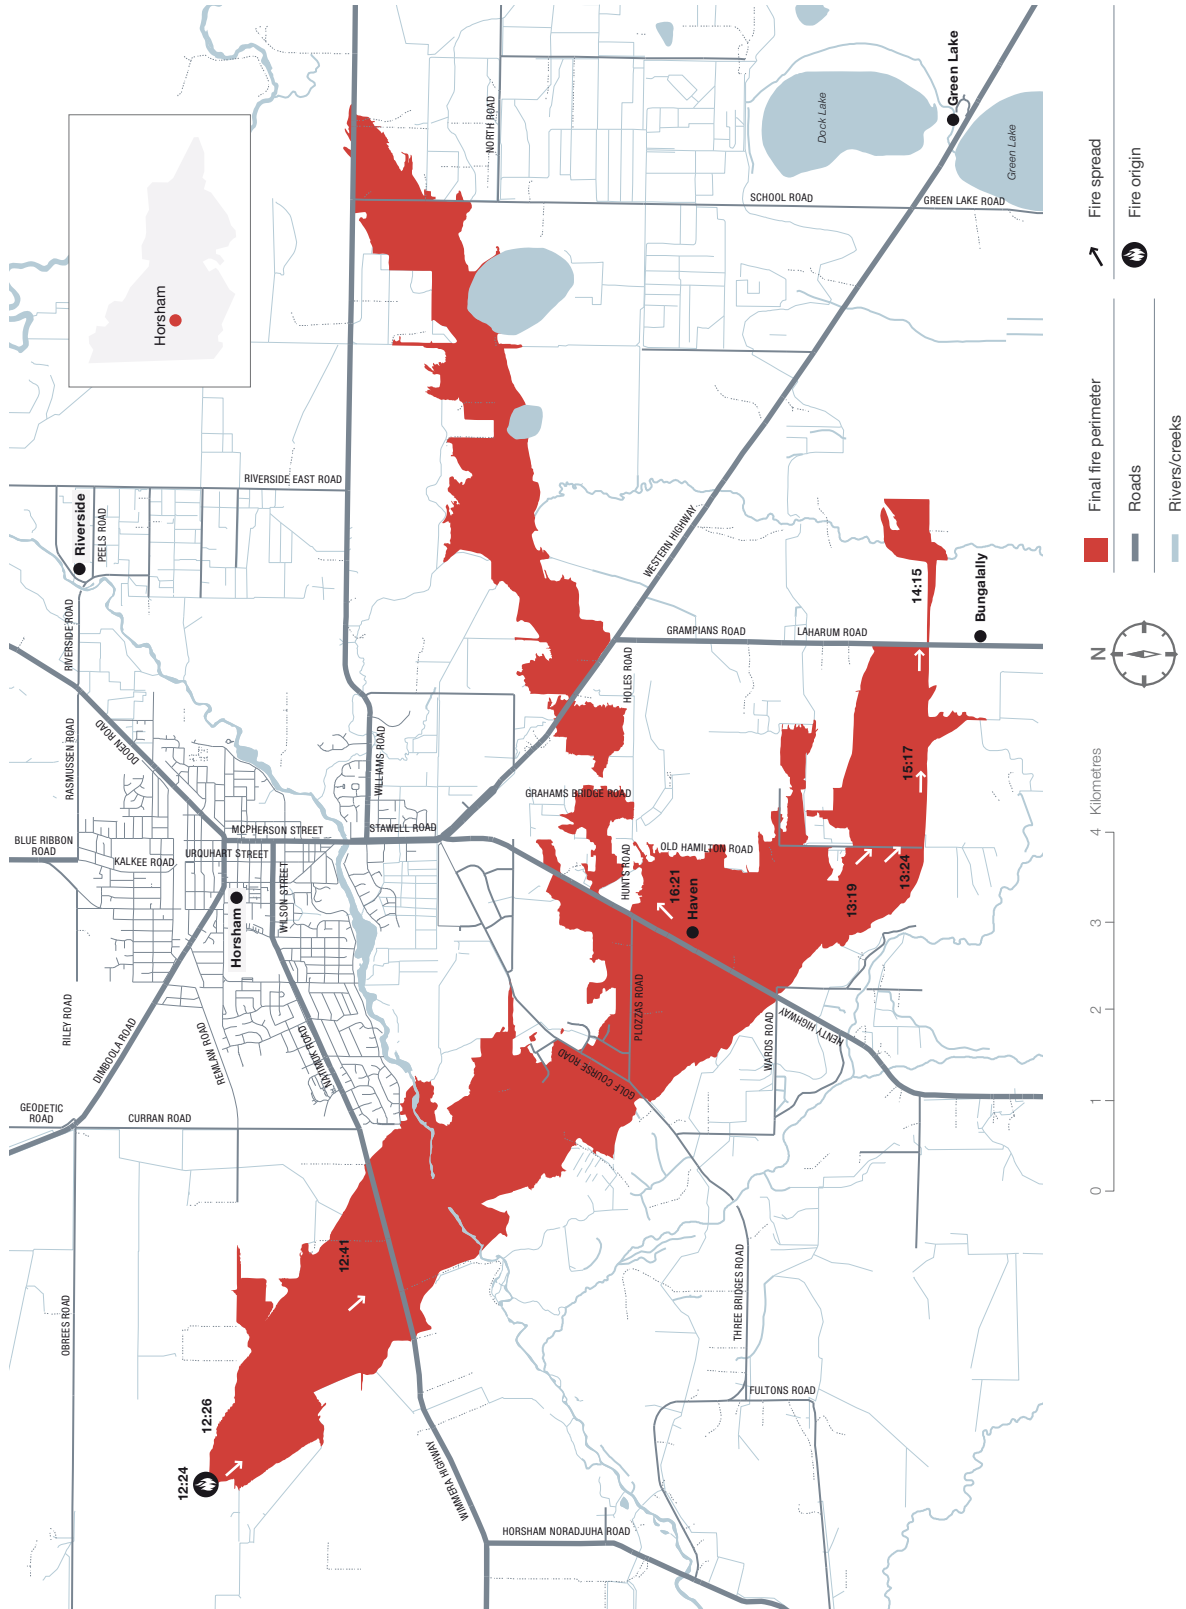 Horsham
Riverside
PEELS ROAD
RIVERSIDE EAST ROAD
RIVERSIDE ROAD
RASMUSSEN ROAD
DOOEN ROAD
BLUE RIBBON
ROAD
KALKEE ROAD
MCPHERSON STREET
URQUHART STREET
WILSON STREET
Horsham
STAWELL ROAD
WILLIAMS ROAD
RILEY ROAD
DIMBOOLA ROAD
REMLAW ROAD
NATIMUK ROAD
GEODETIC
ROAD
CURRAN ROAD
OBREES ROAD
12:24
12:26
12:41
WIMMERA HIGHWAY
HORSHAM NORADJUHA ROAD
FULTONS ROAD
THREE BRIDGES ROAD
GOLF COURSE ROAD
PLOZZAS ROAD
WARDS ROAD
HENTY HIGHWAY
Haven
16:21
HUNTS ROAD
OLD HAMILTON ROAD
GRAHAMS BRIDGE ROAD
HOLES ROAD
13:19
13:24
15:17
14:15
Bungalally
GRAMPIANS ROAD
LAHARUM ROAD
WESTERN HIGHWAY
NORTH ROAD
SCHOOL ROAD
GREEN LAKE ROAD
Dock Lake
Green Lake
Green Lake
0
1
2
3
4
Kilometres
N
Final fire perimeter
Roads
Rivers/creeks
Fire spread
Fire origin